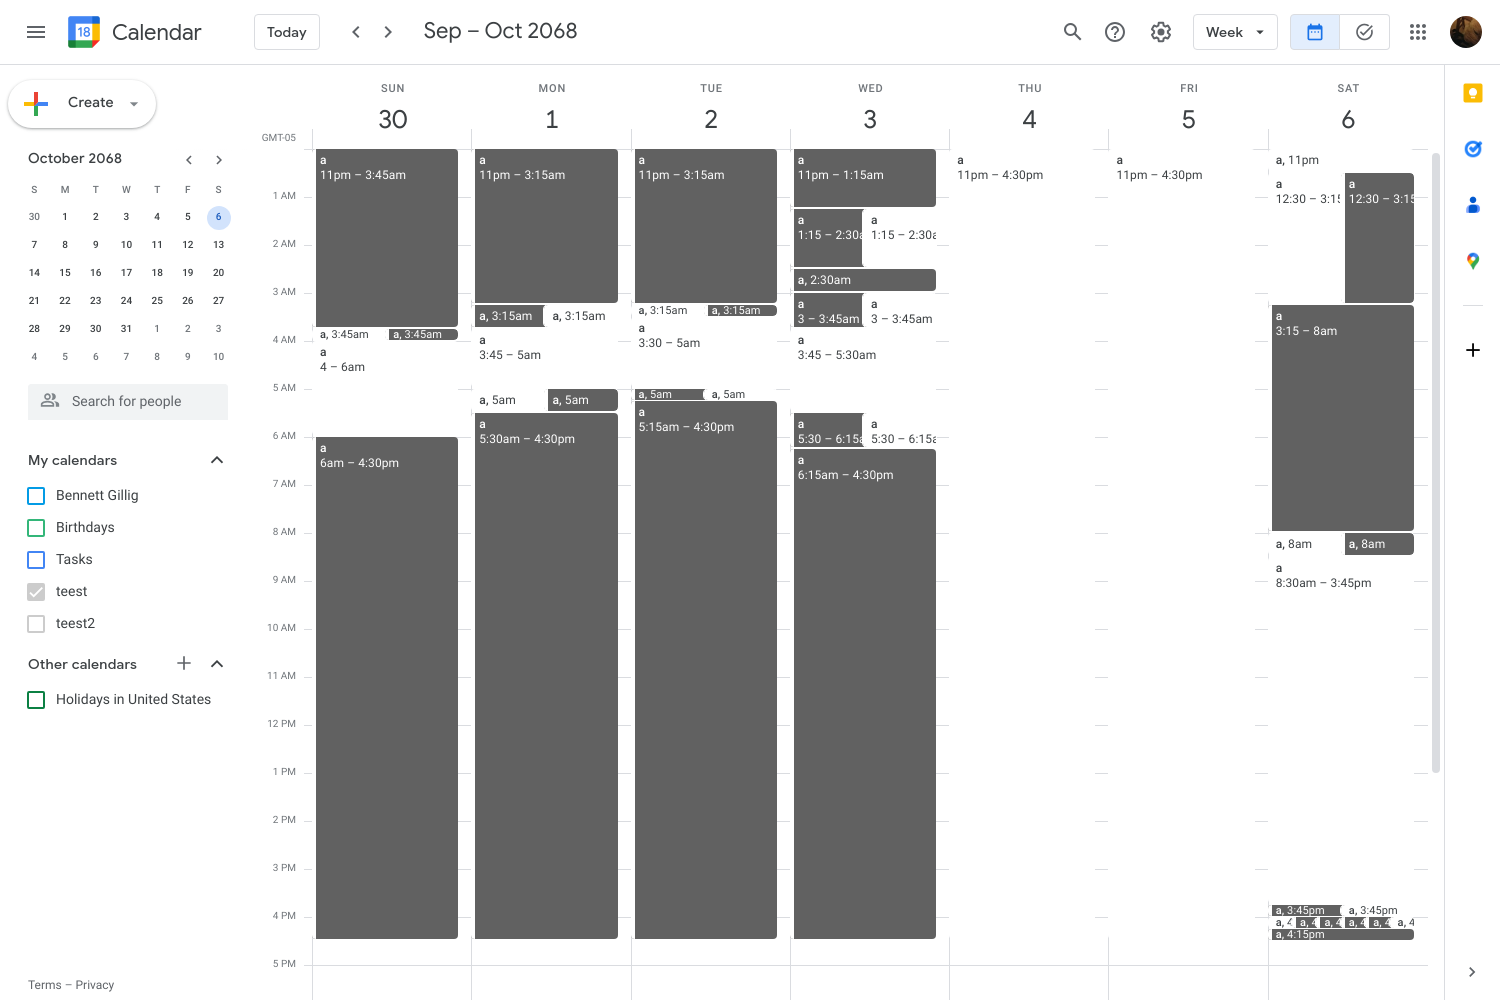 18 Calendar Today Sep – Oct 2068 Week
Create
October 2068
S M T W T F S
30 1 2 3 4 5 6
7 8 9 10 11 12 13
14 15 16 17 18 19 20
21 22 23 24 25 26 27
28 29 30 31 1 2 3
4 5 6 7 8 9 10
Search for people
My calendars
Bennett Gillig
Birthdays
Tasks
teest
teest2
Other calendars
Holidays in United States
Terms – Privacy
SUN MON TUE WED THU FRI SAT
30 1 2 3 4 5 6
GMT-05
1 AM
2 AM
3 AM
4 AM
5 AM
6 AM
7 AM
8 AM
9 AM
10 AM
11 AM
12 PM
1 PM
2 PM
3 PM
4 PM
5 PM
a
11pm – 3:45am
a, 3:45am
a, 3:45am
a
4 – 6am
a
6am – 4:30pm
a
11pm – 3:15am
a, 3:15am
a, 3:15am
a
3:45 – 5am
a, 5am
a, 5am
a
5:30am – 4:30pm
a
11pm – 3:15am
a, 3:15am
a, 3:15am
a
3:30 – 5am
a, 5am
a, 5am
a
5:15am – 4:30pm
a
11pm – 1:15am
a
1:15 – 2:30a
a
1:15 – 2:30a
a, 2:30am
a
3 – 3:45am
a
3 – 3:45am
a
3:45 – 5:30am
a
5:30 – 6:15a
a
5:30 – 6:15a
a
6:15am – 4:30pm
a
11pm – 4:30pm
a
11pm – 4:30pm
a, 11pm
a
12:30 – 3:15
a
12:30 – 3:15
a
3:15 – 8am
a, 8am
a, 8am
a
8:30am – 3:45pm
a, 3:45pm
a, 3:45pm
a, 4
a, 4
a, 4
a, 4
a, 4
a, 4
a, 4:15pm